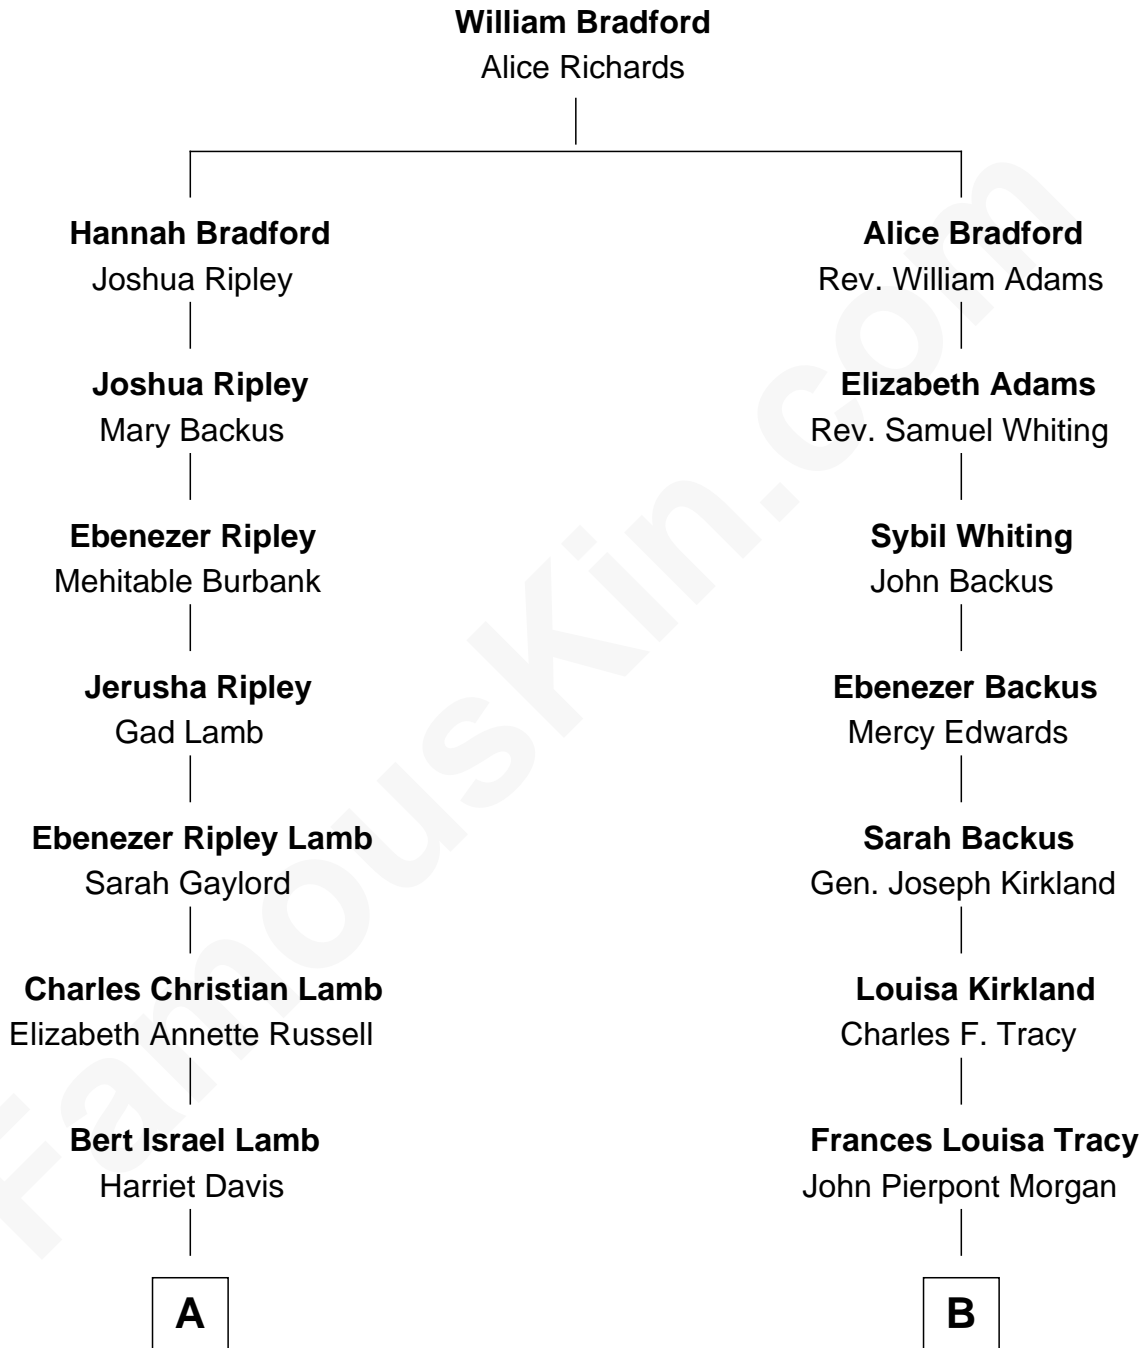 William Bradford
Alice Richards
Hannah Bradford
Joshua Ripley
Alice Bradford
Rev. William Adams
Joshua Ripley
Mary Backus
Elizabeth Adams
Rev. Samuel Whiting
Ebenezer Ripley
Mehitable Burbank
Sybil Whiting
John Backus
Jerusha Ripley
Gad Lamb
Ebenezer Backus
Mercy Edwards
Ebenezer Ripley Lamb
Sarah Gaylord
Sarah Backus
Gen. Joseph Kirkland
Charles Christian Lamb
Elizabeth Annette Russell
Louisa Kirkland
Charles F. Tracy
Bert Israel Lamb
Harriet Davis
Frances Louisa Tracy
John Pierpont Morgan
A
B
FamousKin.com